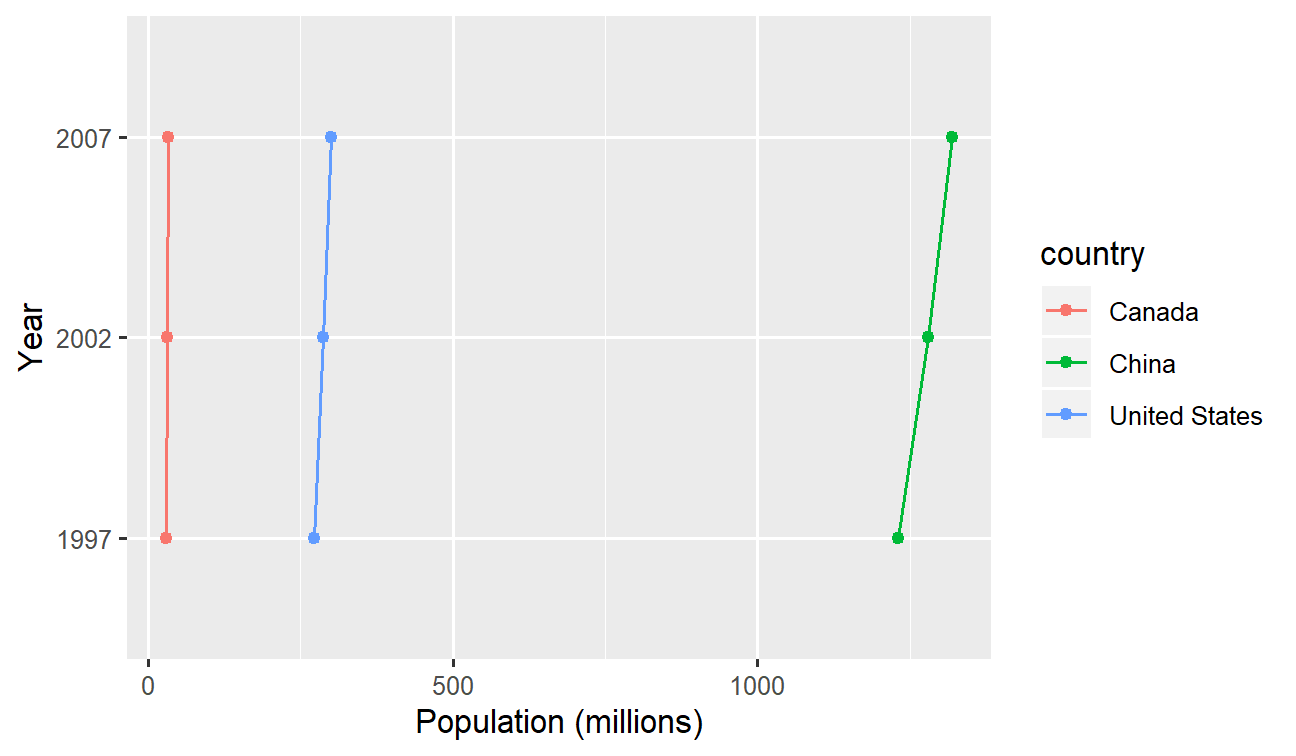 2007
2002
1997
Year
0 500 1000
Population (millions)
country
Canada
China
United States